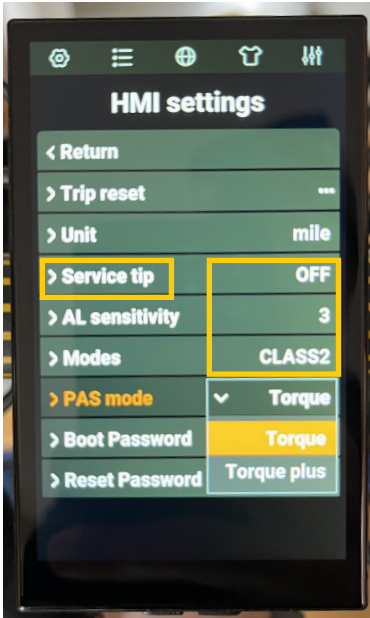 HMI settings
< Return
> Trip reset ...
> Unit mile
> Service tip OFF
> AL sensitivity 3
> Modes CLASS2
> PAS mode Torque
Torque
> Boot Password
Torque plus
> Reset Password